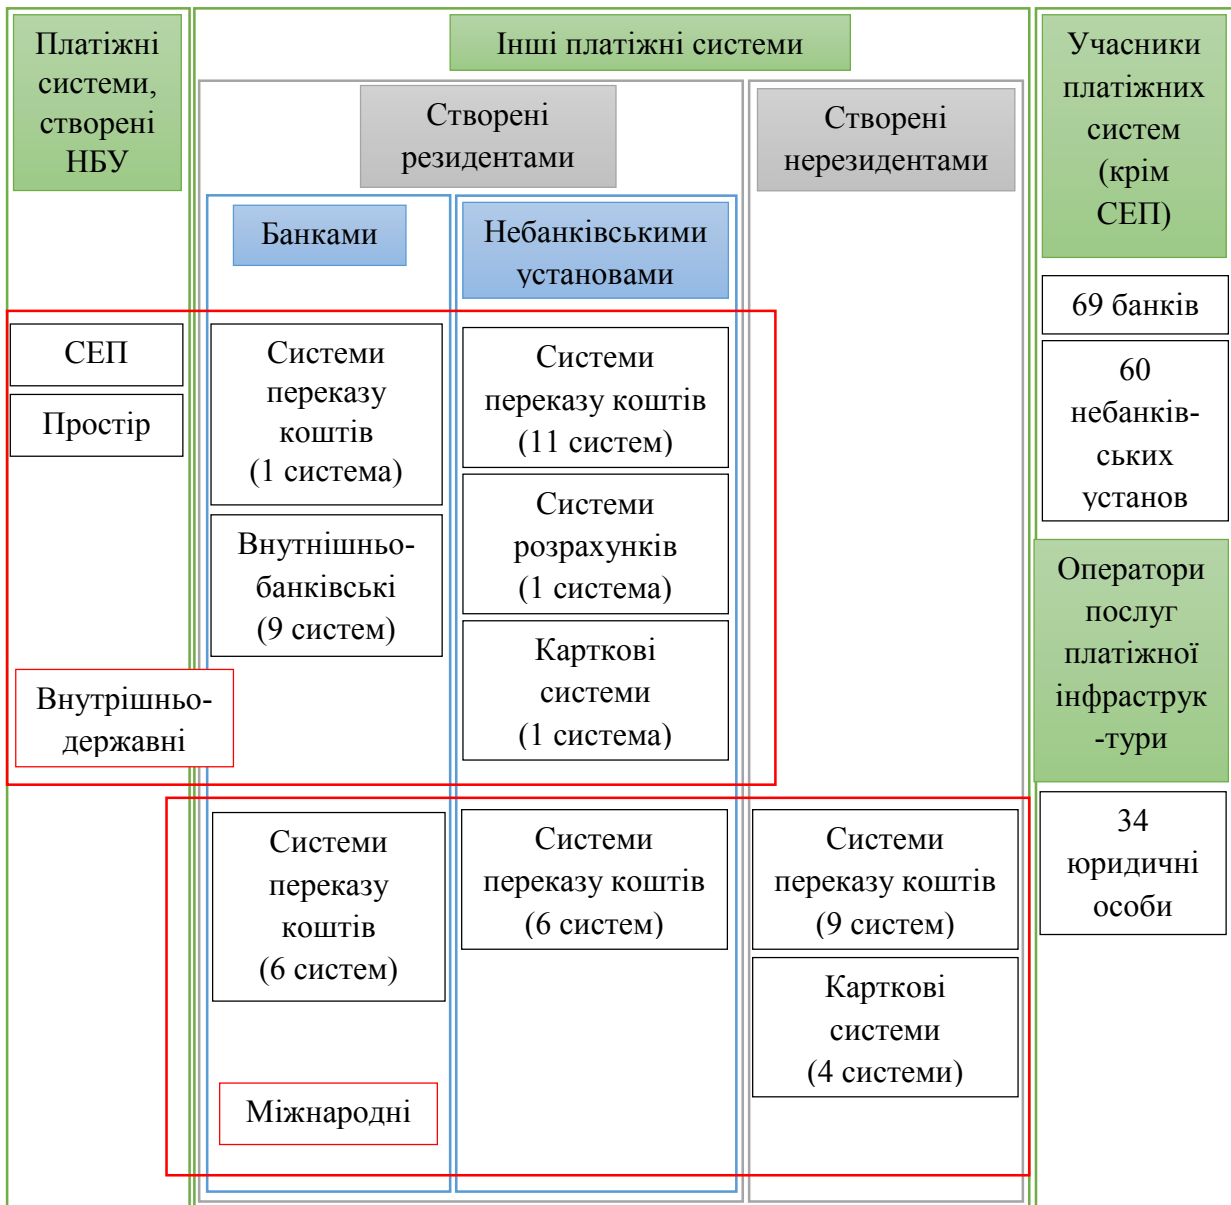 Платіжні
системи,
створені
НБУ
Інші платіжні системи
Створені
резидентами
Створені
нерезидентами
Банками
Небанківськими
установами
СЕП
Простір
Системи
переказу
коштів
(1 система)
Внутнішньо-
банківські
(9 систем)
Системи
переказу коштів
(11 систем)
Системи
розрахунків
(1 система)
Карткові
системи
(1 система)
Внутрішньо-
державні
Системи
переказу
коштів
(6 систем)
Системи
переказу коштів
(6 систем)
Системи
переказу коштів
(9 систем)
Карткові
системи
(4 системи)
Міжнародні
Учасники
платіжних
систем
(крім
СЕП)
69 банків
60
небанків-
ських
установ
Оператори
послуг
платіжної
інфраструк
-тури
34
юридичні
особи